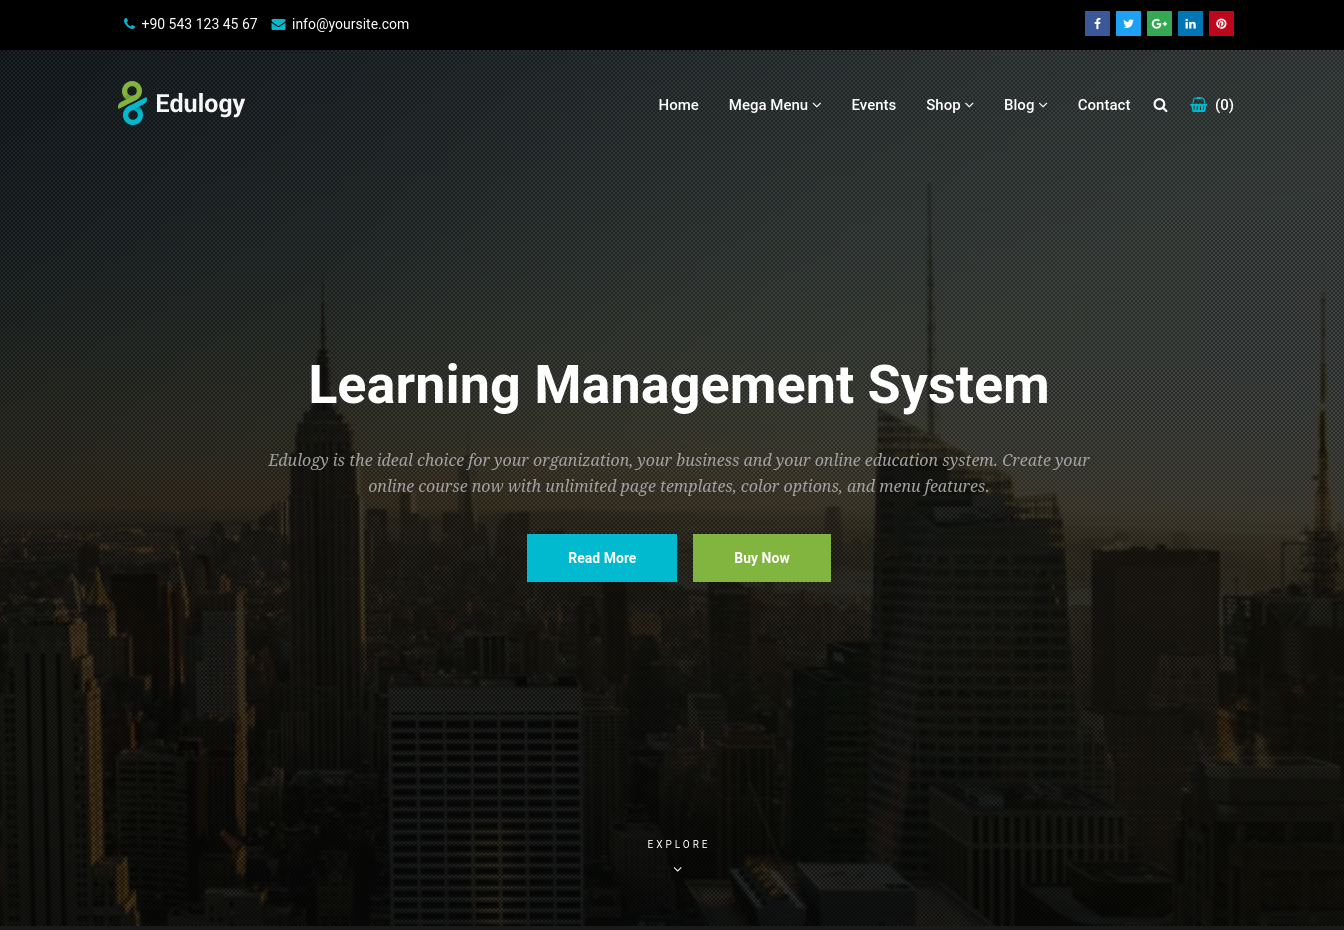 +90 543 123 45 67 info@yoursite.com
Edulogy
Home Mega Menu Events Shop Blog Contact (0)
Learning Management System
Edulogy is the ideal choice for your organization, your business and your online education system. Create your
online course now with unlimited page templates, color options, and menu features.
Read More Buy Now
EXPLORE